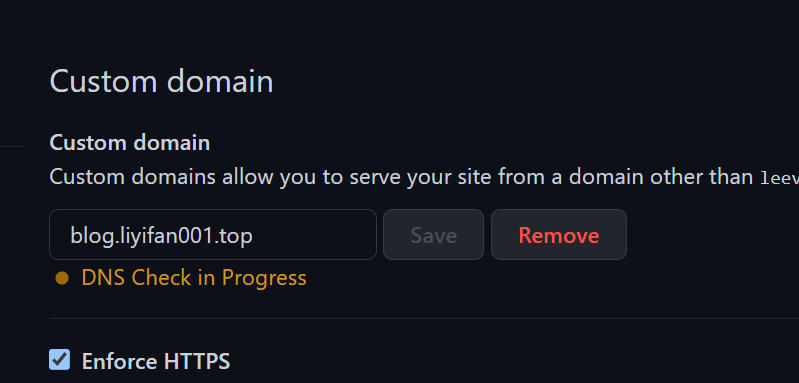 Custom domain
Custom domain
Custom domains allow you to serve your site from a domain other than
blog.liyifan001.top Save Remove
DNS Check in Progress
Enforce HTTPS